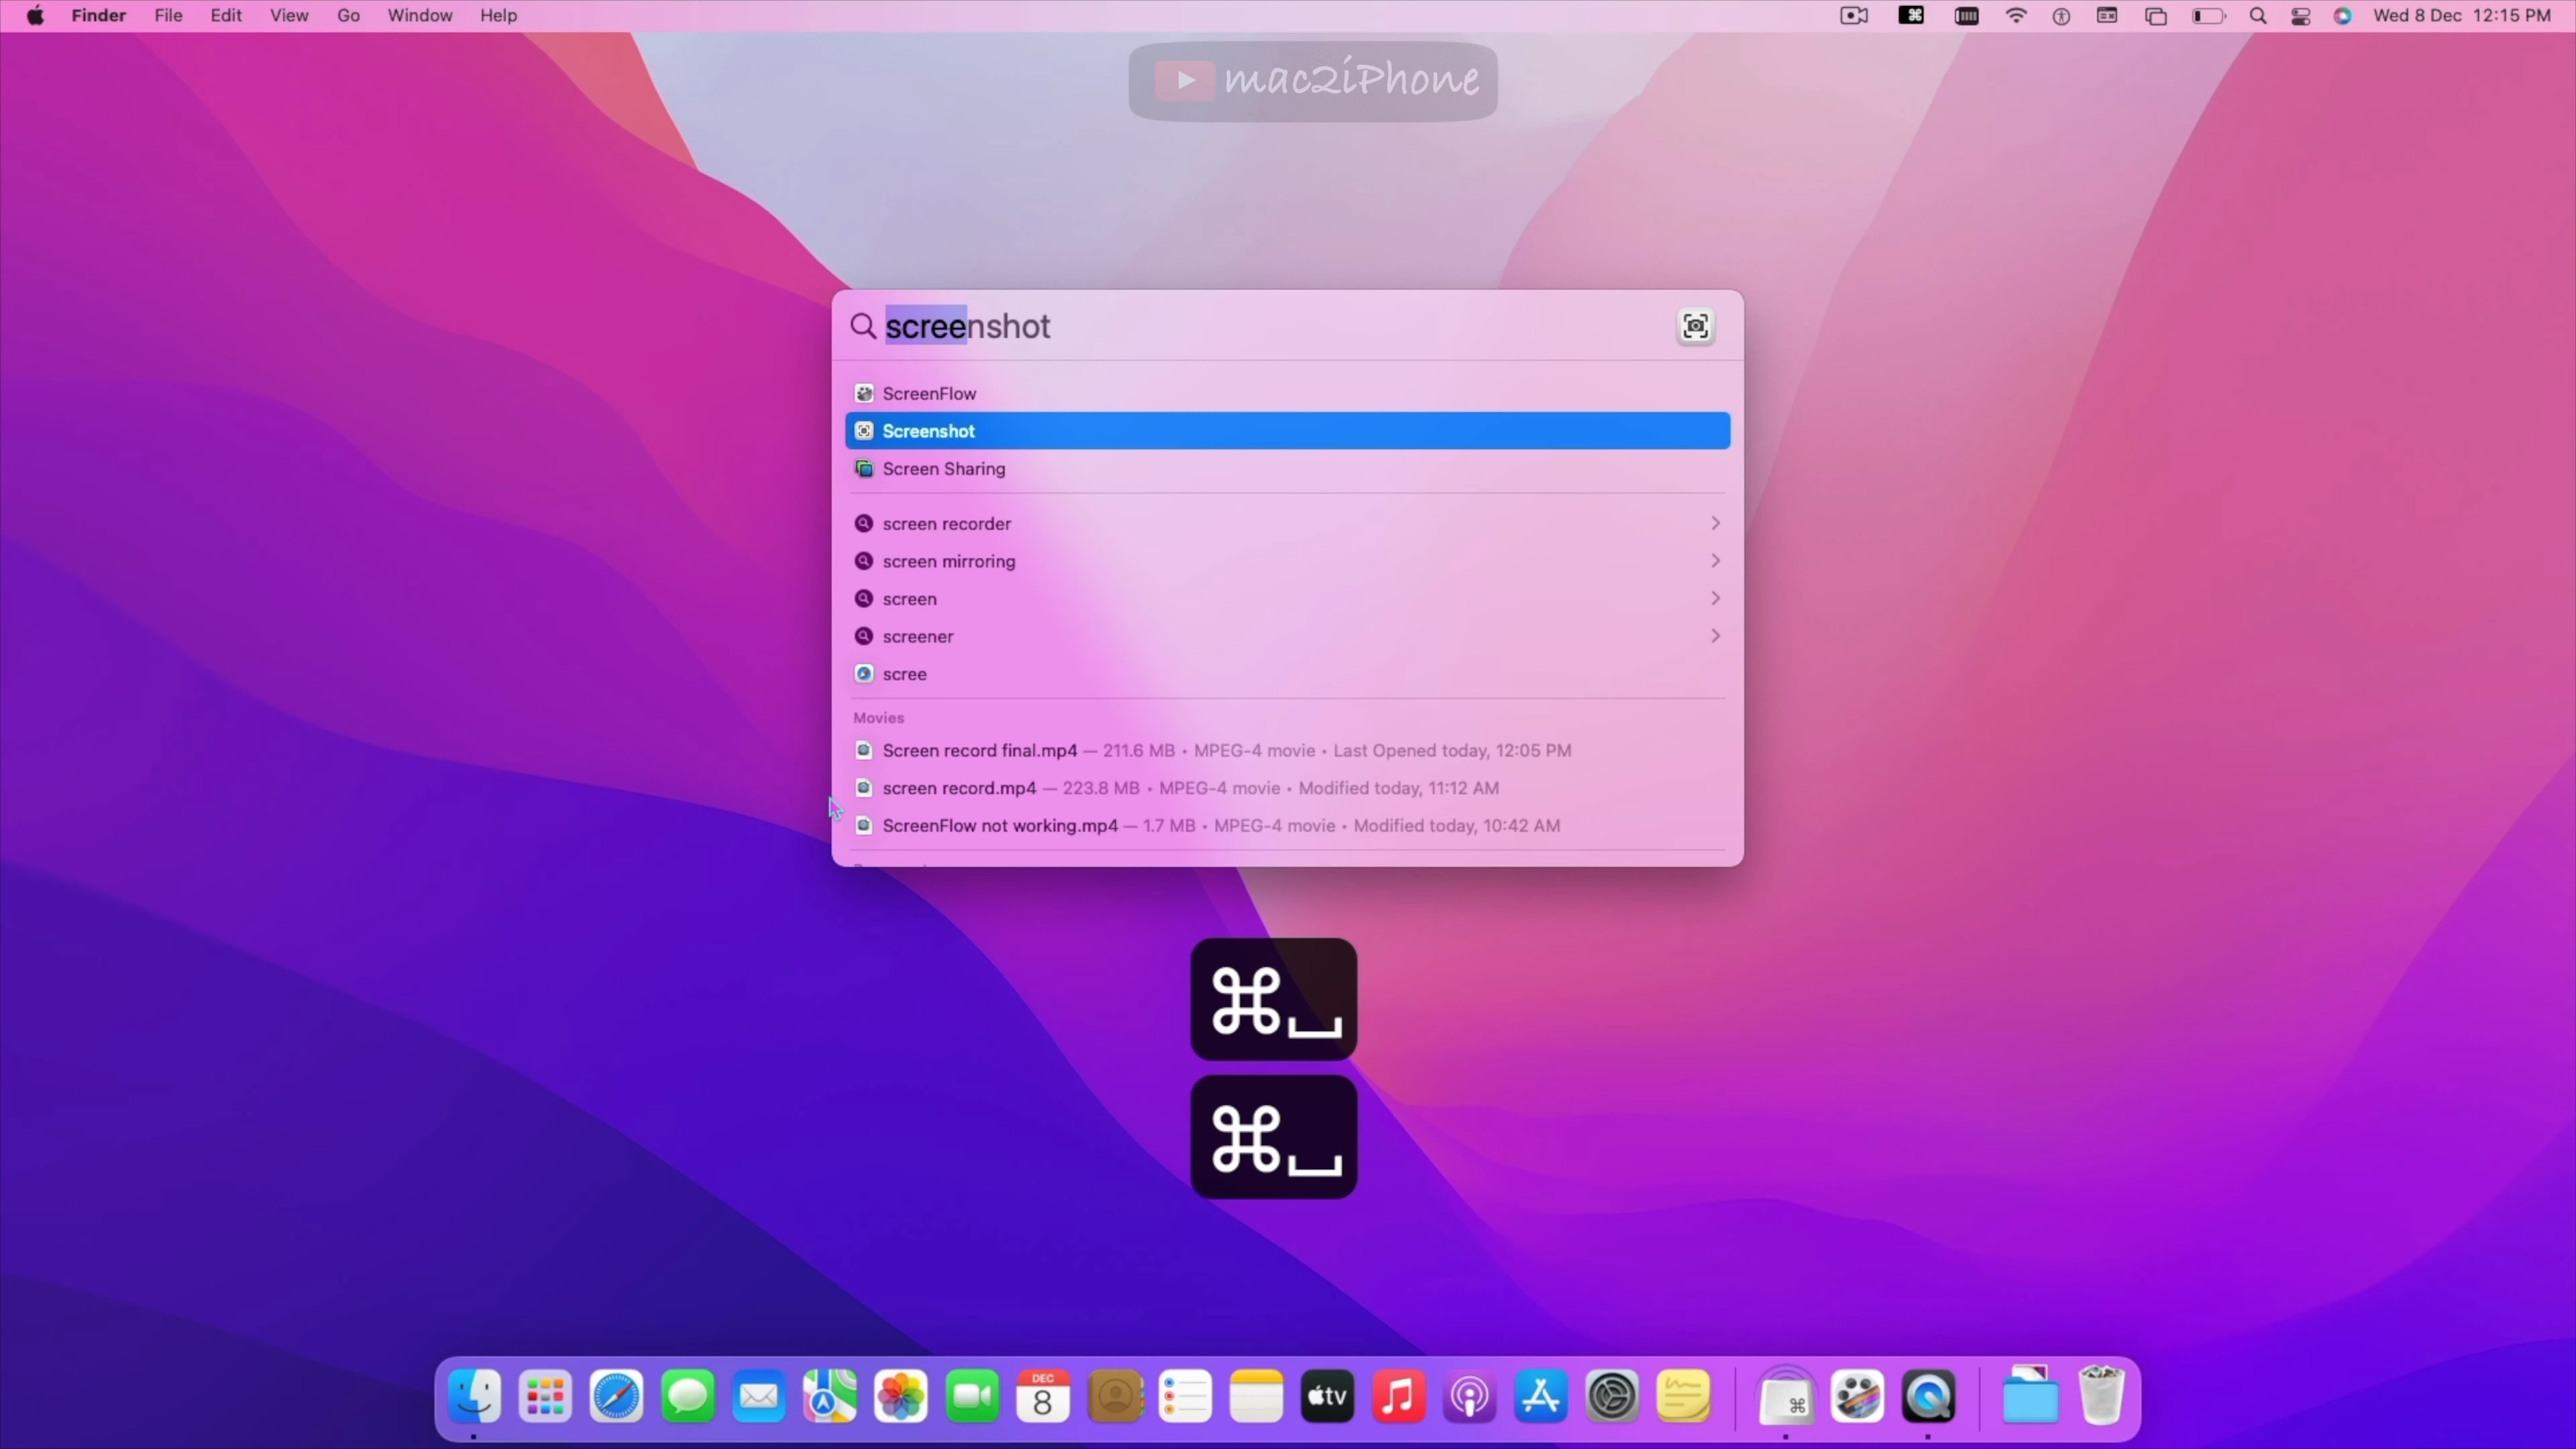 Finder File Edit View Go Window Help
Wed 8 Dec 12:15 PM
mac2iPhone
screenshot
ScreenFlow
Screenshot
Screen Sharing
screen recorder
screen mirroring
screen
screener
scree
Movies
Screen record final.mp4 — 211.6 MB • MPEG-4 movie • Last Opened today, 12:05 PM
screen record.mp4 — 223.8 MB • MPEG-4 movie • Modified today, 11:12 AM
ScreenFlow not working.mp4 — 1.7 MB • MPEG-4 movie • Modified today, 10:42 AM
⌘
⌘
DEC
8
tv
⌘